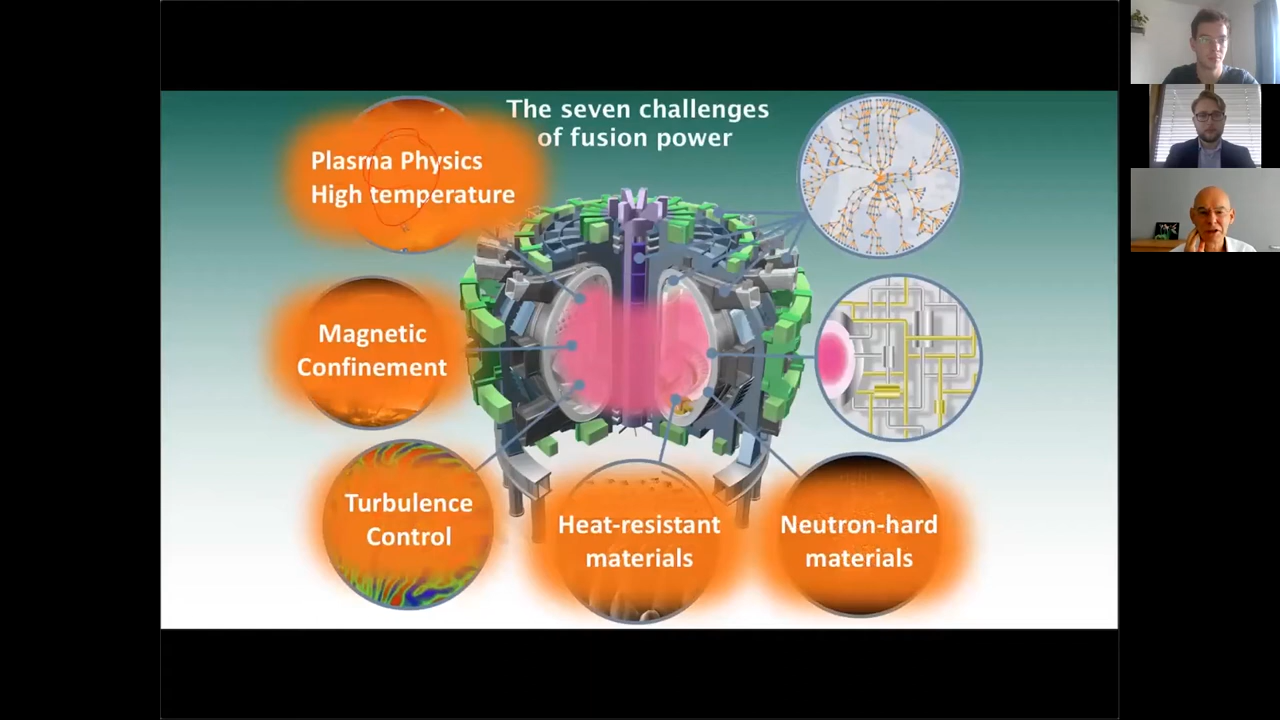 The seven challenges
of fusion power
Plasma Physics
High temperature
Magnetic
Confinement
Turbulence
Control
Heat-resistant
materials
Neutron-hard
materials